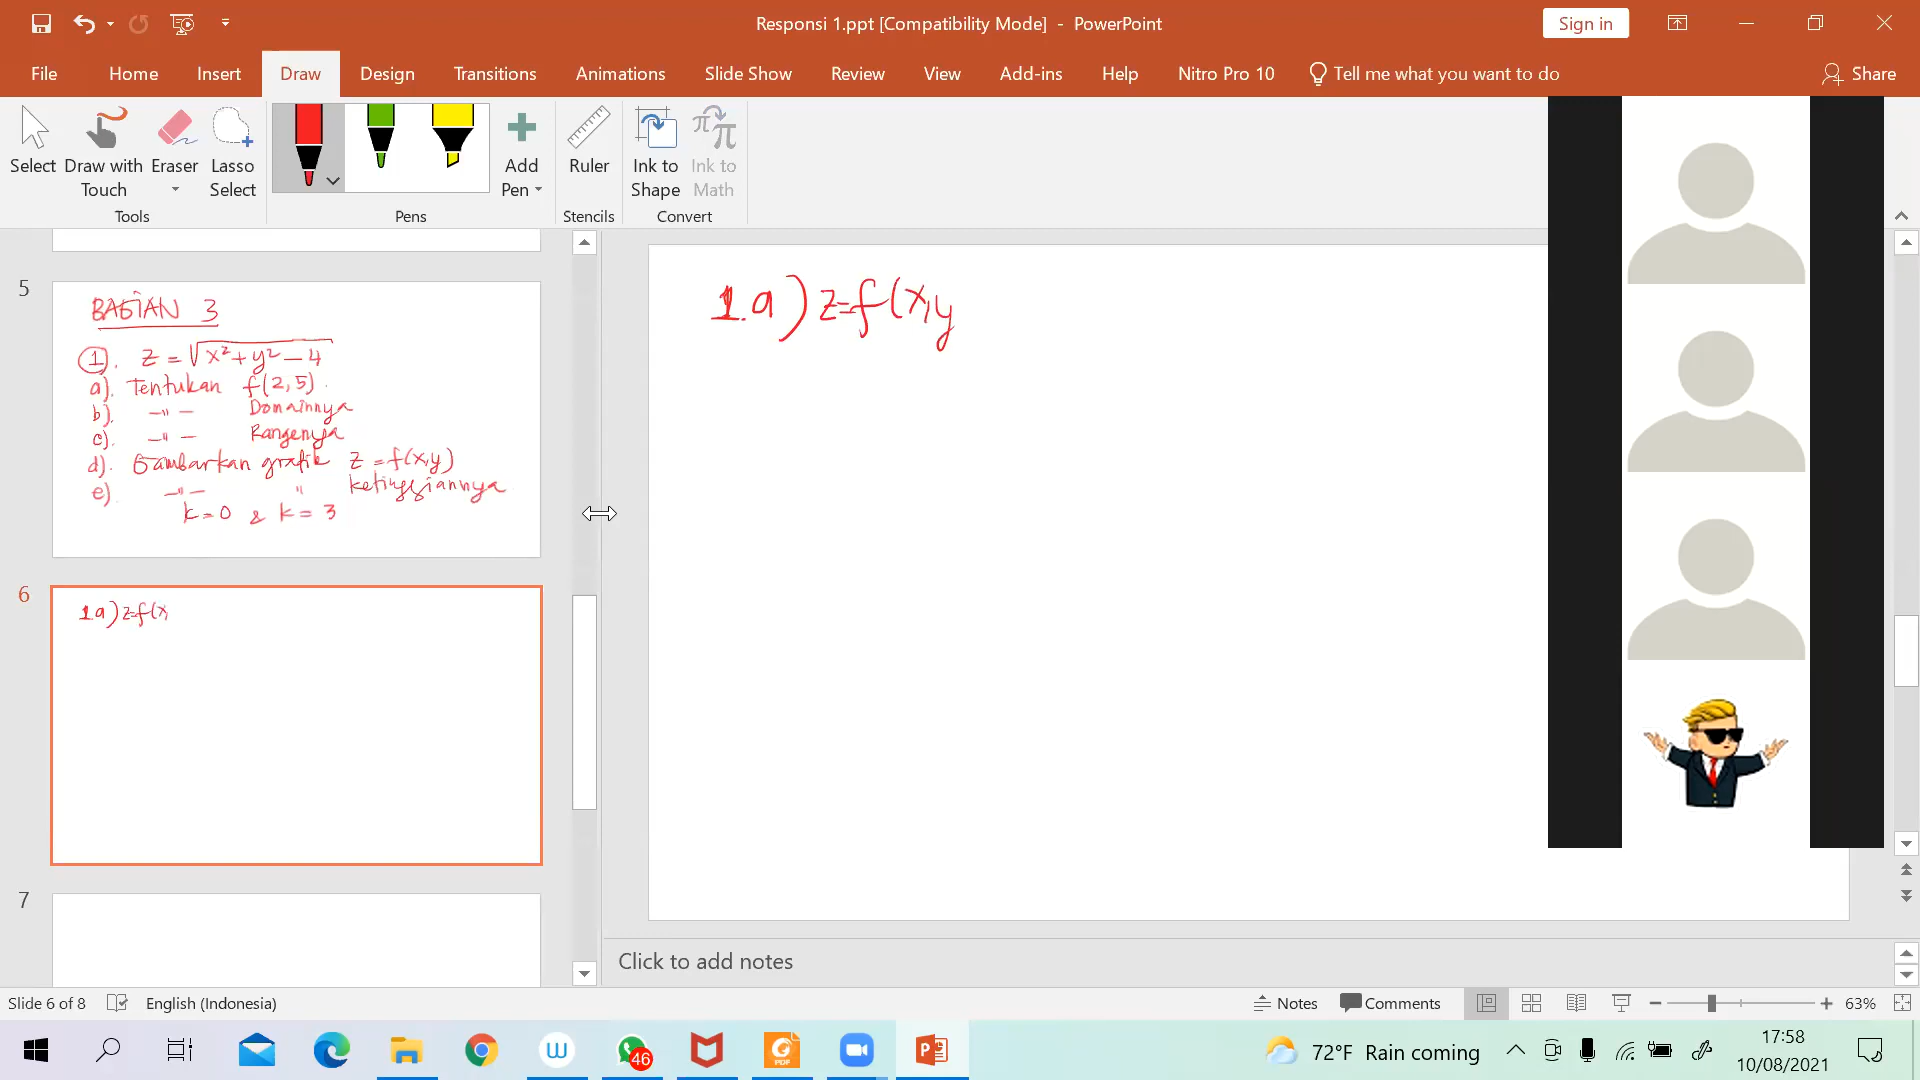 Responsi 1.ppt [Compatibility Mode] - PowerPoint
Sign in
File Home Insert Draw Design Transitions Animations Slide Show Review View Add-ins Help Nitro Pro 10 Tell me what you want to do Share
Select
Draw with Touch
Eraser
Lasso Select
Add Pen
Ruler
Ink to Shape
Ink to Math
Tools Pens Stencils Convert
5
BAGIAN 3
1. z = √x² + y² - 4
a). Tentukan f(2,5).
b). -"- Domainnya
c). -"- Rangenya
d). Gambarkan grafik z = f(x,y)
e). -"- " ketinggiannya
k = 0 & k = 3
6
1a) z=f(x,
7
1.a) z=f(x,y
Click to add notes
Slide 6 of 8 English (Indonesia) Notes Comments 63%
46
PDF
72°F Rain coming
17:58
10/08/2021